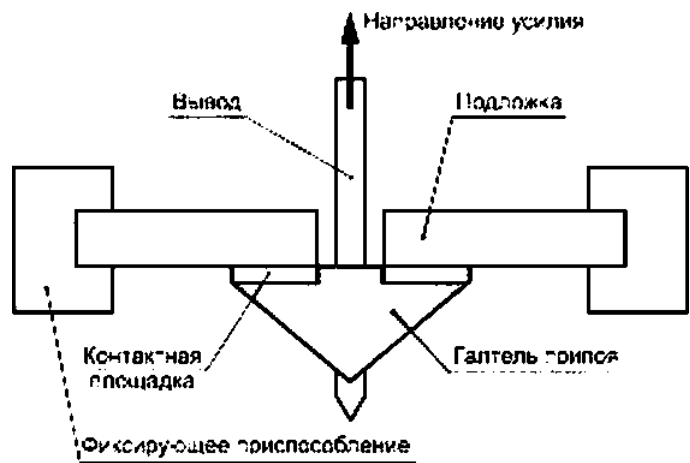 Направление усилия
Вывод
Подложка
Контактная
площадка
Галтель припоя
Фиксирующее приспособление